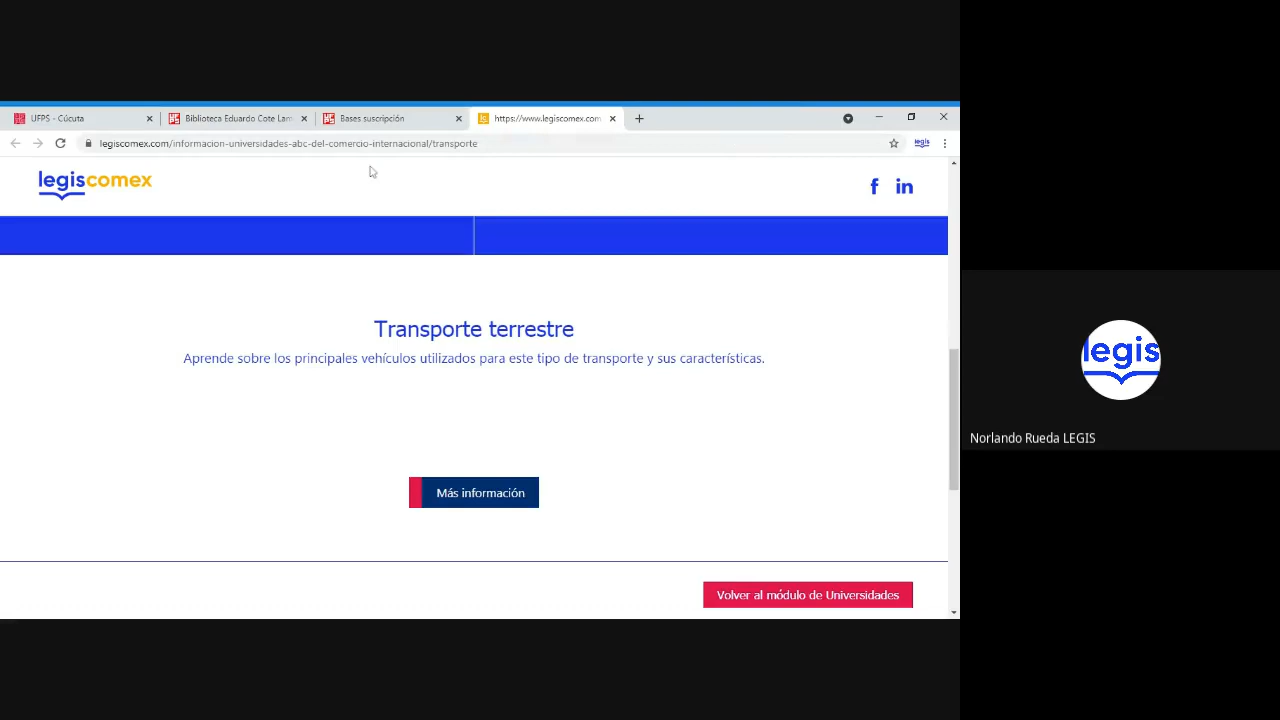 UFPS - Cúcuta
Biblioteca Eduardo Cote Lam
Bases suscripción
https://www.legiscomex.com
legiscomex.com/informacion-universidades-abc-del-comercio-internacional/transporte
legis
legiscomex
f in
Transporte terrestre
Aprende sobre los principales vehículos utilizados para este tipo de transporte y sus características.
Más información
Volver al módulo de Universidades
legis
Norlando Rueda LEGIS